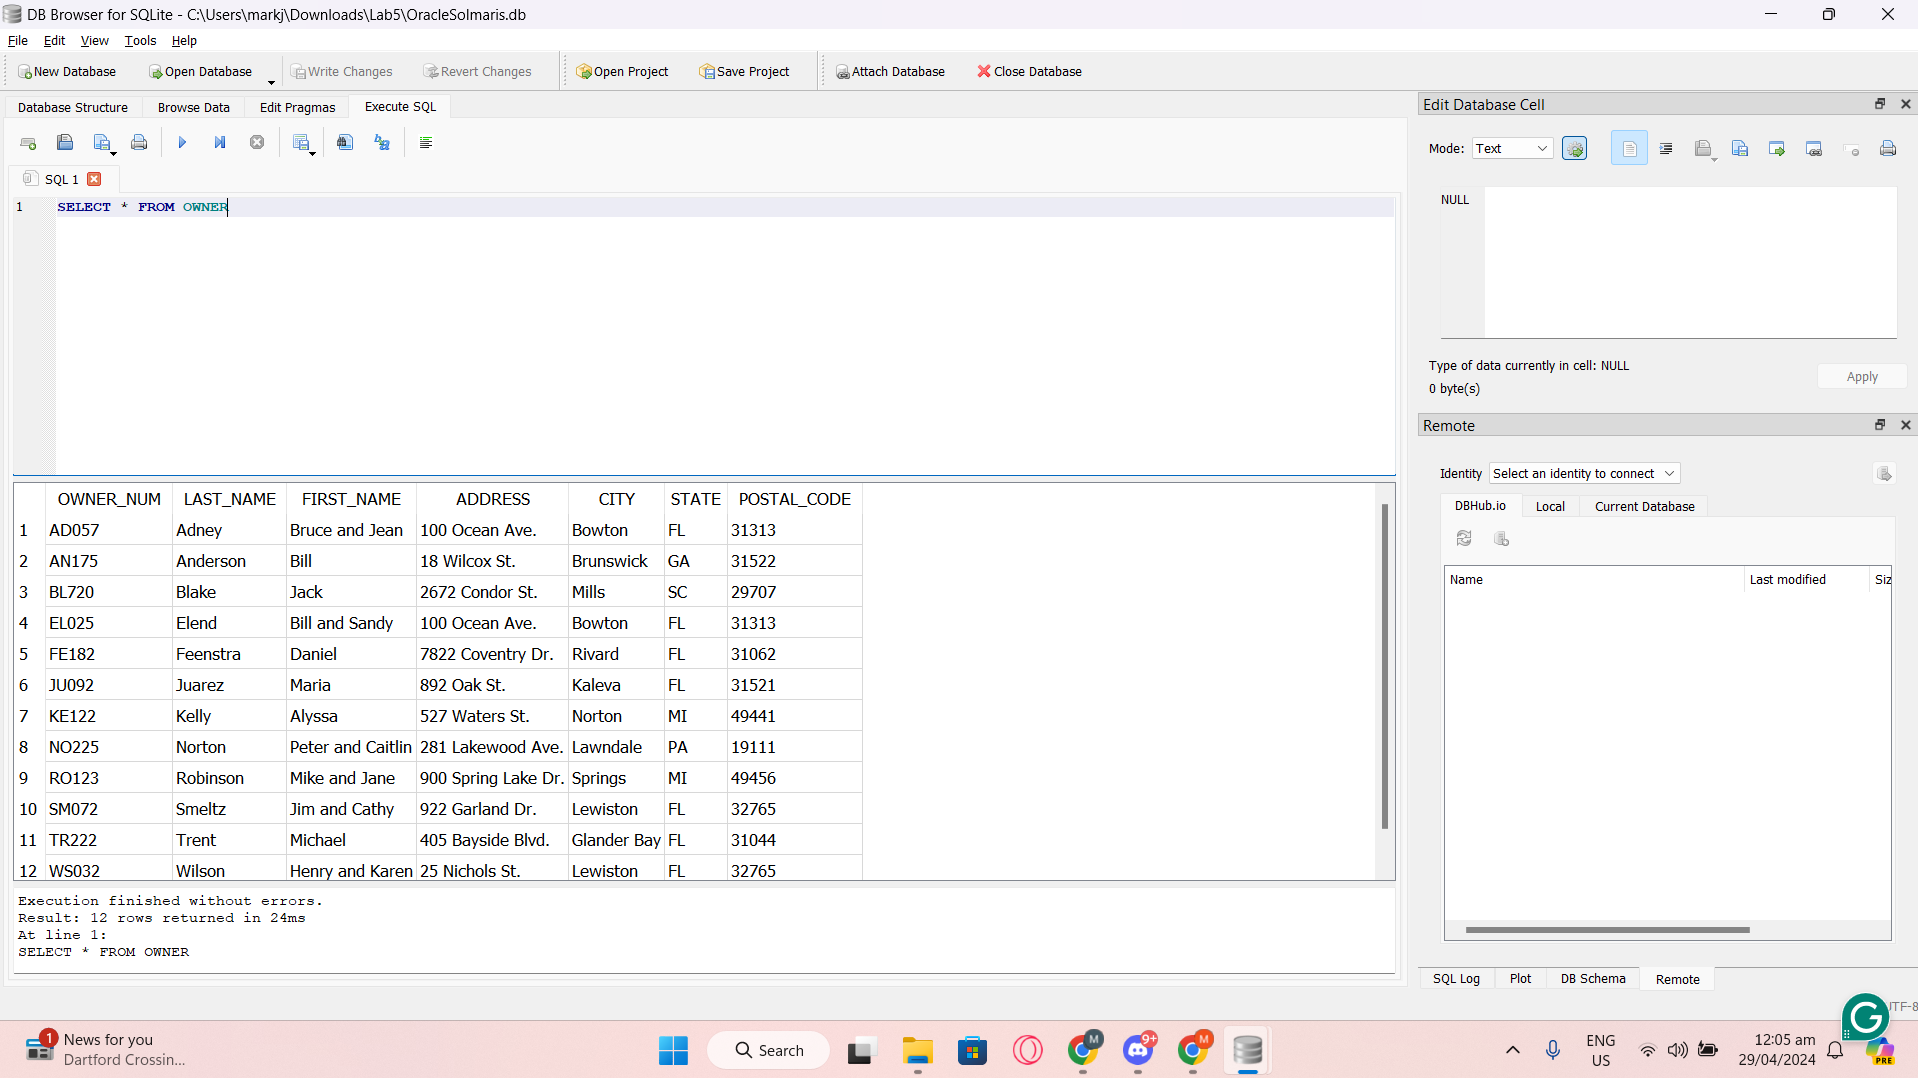 DB Browser for SQLite - C:\Users\markj\Downloads\Lab5\OracleSolmaris.db
File Edit View Tools Help
New Database Open Database Write Changes Revert Changes Open Project Save Project Attach Database Close Database
Database Structure Browse Data Edit Pragmas Execute SQL
SQL 1
1 SELECT * FROM OWNER
OWNER_NUM LAST_NAME FIRST_NAME ADDRESS CITY STATE POSTAL_CODE
1 AD057 Adney Bruce and Jean 100 Ocean Ave. Bowton FL 31313
2 AN175 Anderson Bill 18 Wilcox St. Brunswick GA 31522
3 BL720 Blake Jack 2672 Condor St. Mills SC 29707
4 EL025 Elend Bill and Sandy 100 Ocean Ave. Bowton FL 31313
5 FE182 Feenstra Daniel 7822 Coventry Dr. Rivard FL 31062
6 JU092 Juarez Maria 892 Oak St. Kaleva FL 31521
7 KE122 Kelly Alyssa 527 Waters St. Norton MI 49441
8 NO225 Norton Peter and Caitlin 281 Lakewood Ave. Lawndale PA 19111
9 RO123 Robinson Mike and Jane 900 Spring Lake Dr. Springs MI 49456
10 SM072 Smeltz Jim and Cathy 922 Garland Dr. Lewiston FL 32765
11 TR222 Trent Michael 405 Bayside Blvd. Glander Bay FL 31044
12 WS032 Wilson Henry and Karen 25 Nichols St. Lewiston FL 32765
Execution finished without errors.
Result: 12 rows returned in 24ms
At line 1:
SELECT * FROM OWNER
Edit Database Cell
Mode: Text
NULL
Type of data currently in cell: NULL
0 byte(s)
Apply
Remote
Identity Select an identity to connect
DBHub.io Local Current Database
Name Last modified Siz
SQL Log Plot DB Schema Remote
TF-8
1 News for you
Dartford Crossin...
Search
M 9+ M
ENG
US
12:05 am
29/04/2024
G
PRE